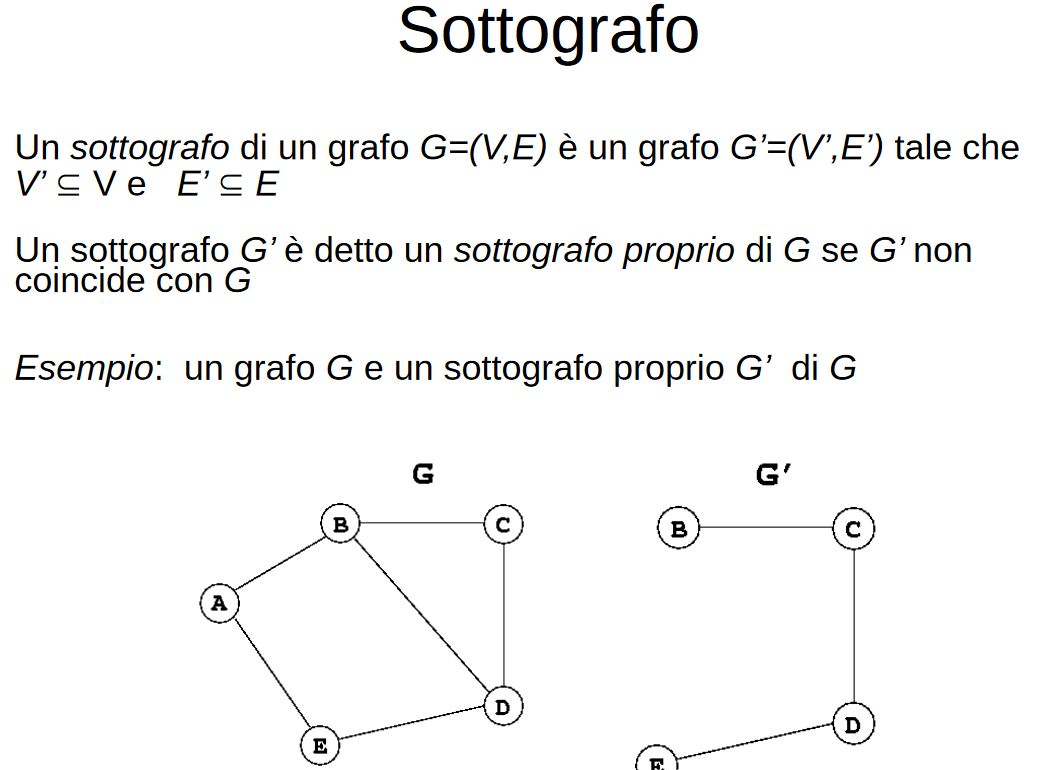 Sottografo
Un sottografo di un grafo G=(V,E) è un grafo G’=(V’,E’) tale che
V’ ⊆ V e E’ ⊆ E
Un sottografo G’ è detto un sottografo proprio di G se G’ non
coincide con G
Esempio: un grafo G e un sottografo proprio G’ di G
G
G’
B
C
A
D
E
B
C
D
E